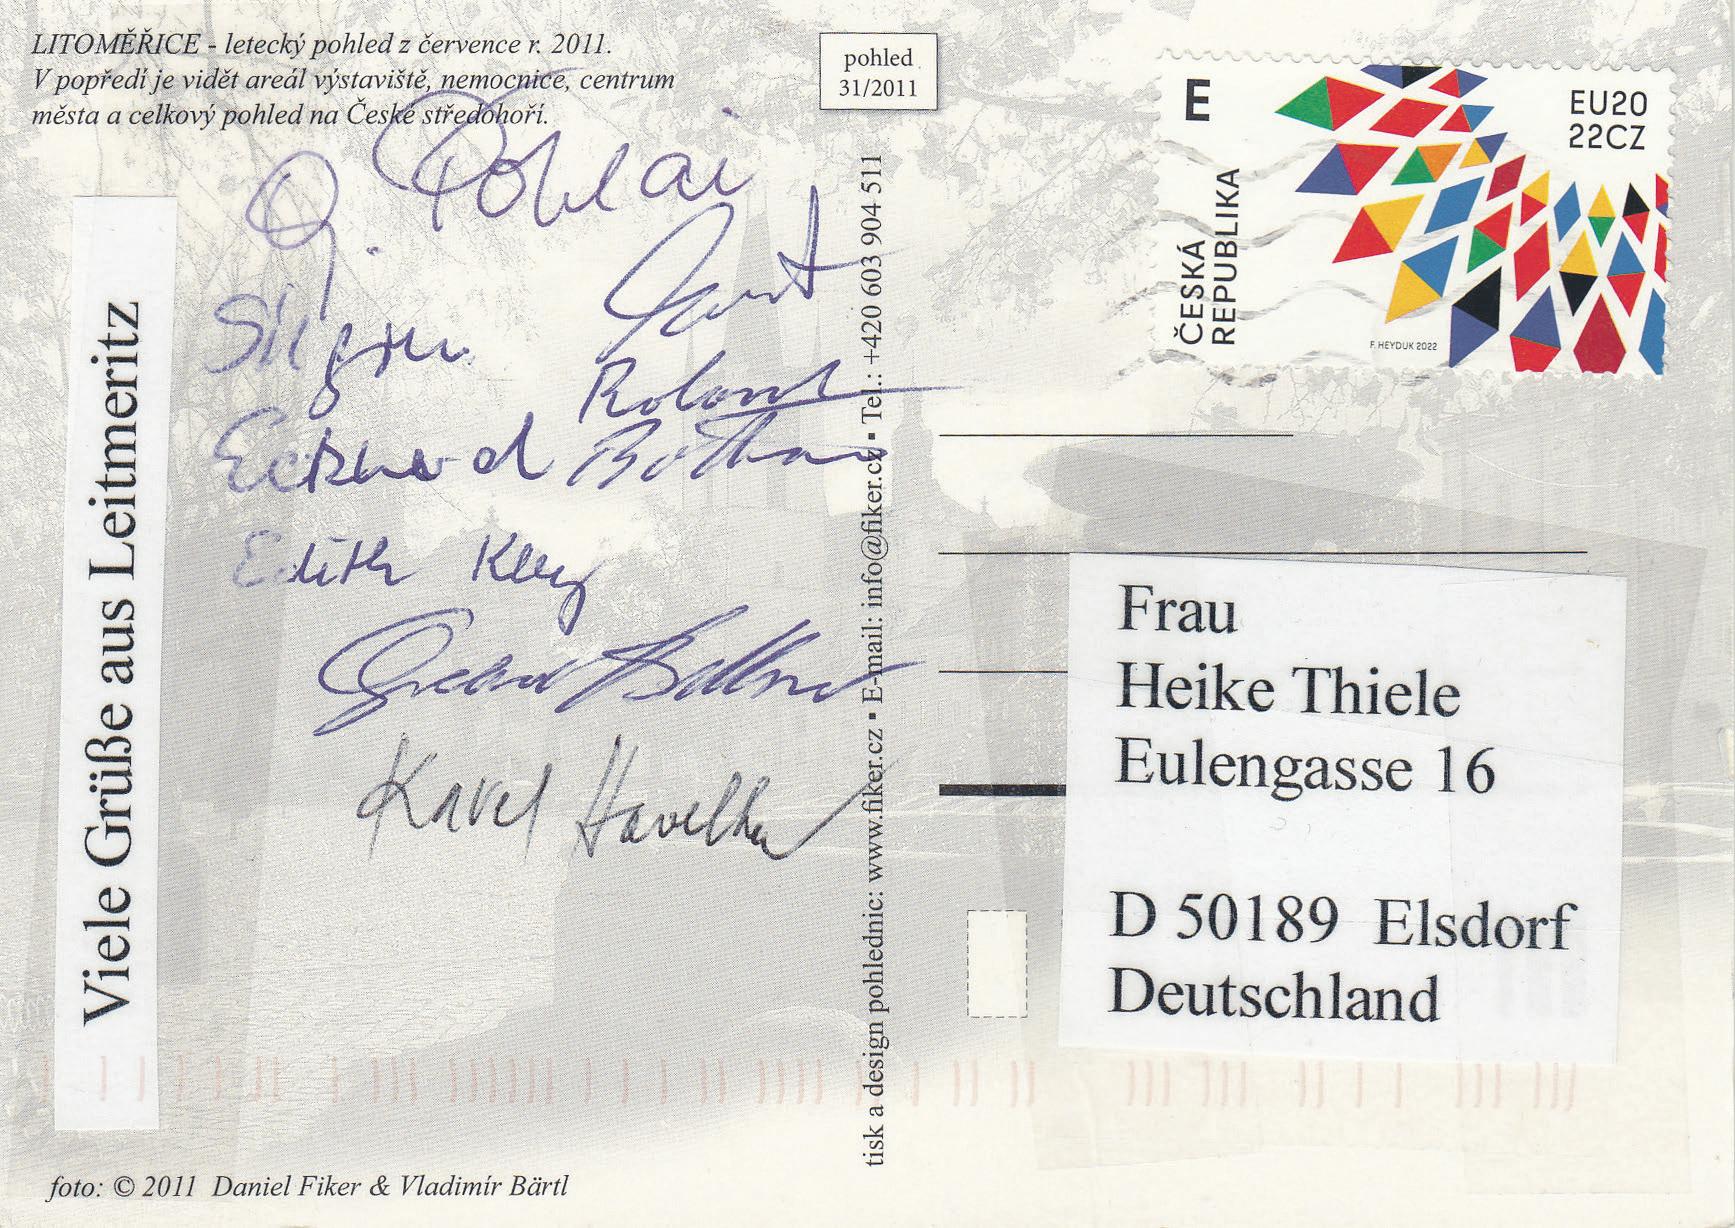 LITOMĚŘICE - letecký pohled z července r. 2011.
V popředí je vidět areál výstaviště, nemocnice, centrum
města a celkový pohled na České středohoří.
pohled
31/2011
E
EU20
22CZ
ČESKÁ
REPUBLIKA
F. HEYDUK 2022
Viele Grüße aus Leitmeritz
Roland
Edith
Karel
tisk a design pohlednic: www.fiker.cz ▪ E-mail: info@fiker.cz ▪ Tel.: +420 603 904 511
Frau
Heike Thiele
Eulengasse 16
D 50189 Elsdorf
Deutschland
foto: © 2011 Daniel Fiker & Vladimír Bärtl